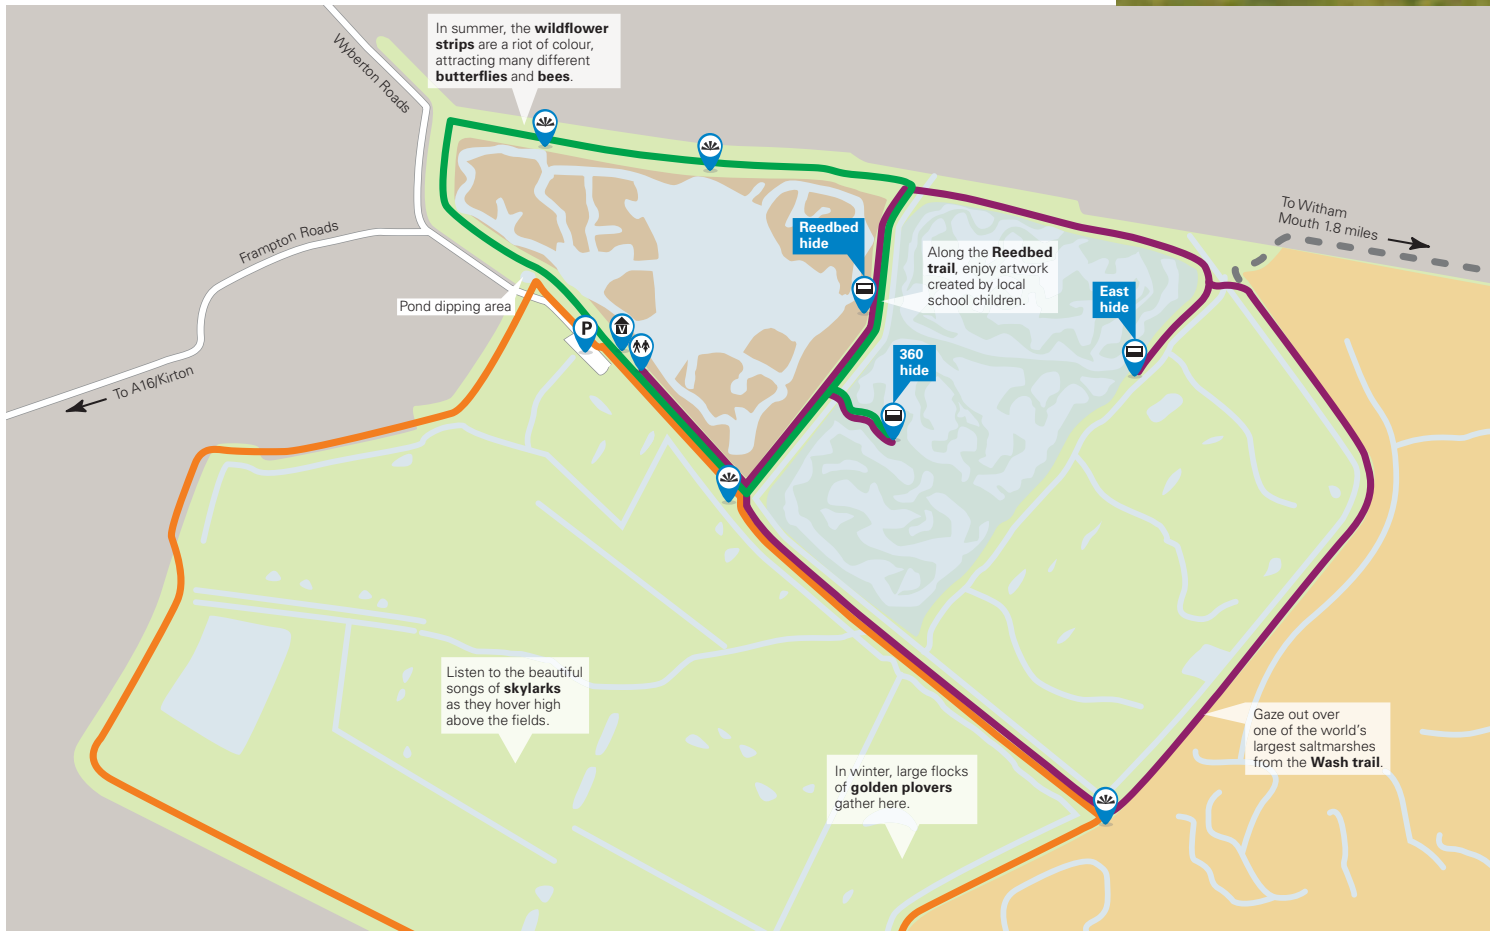 In summer, the wildflower
strips are a riot of colour,
attracting many different
butterflies and bees.
Wyberton Roads
Frampton Roads
To A16/Kirton
Pond dipping area
P
Reedbed
hide
Along the Reedbed
trail, enjoy artwork
created by local
school children.
To Witham
Mouth 1.8 miles
East
hide
360
hide
Listen to the beautiful
songs of skylarks
as they hover high
above the fields.
In winter, large flocks
of golden plovers
gather here.
Gaze out over
one of the world's
largest saltmarshes
from the Wash trail.